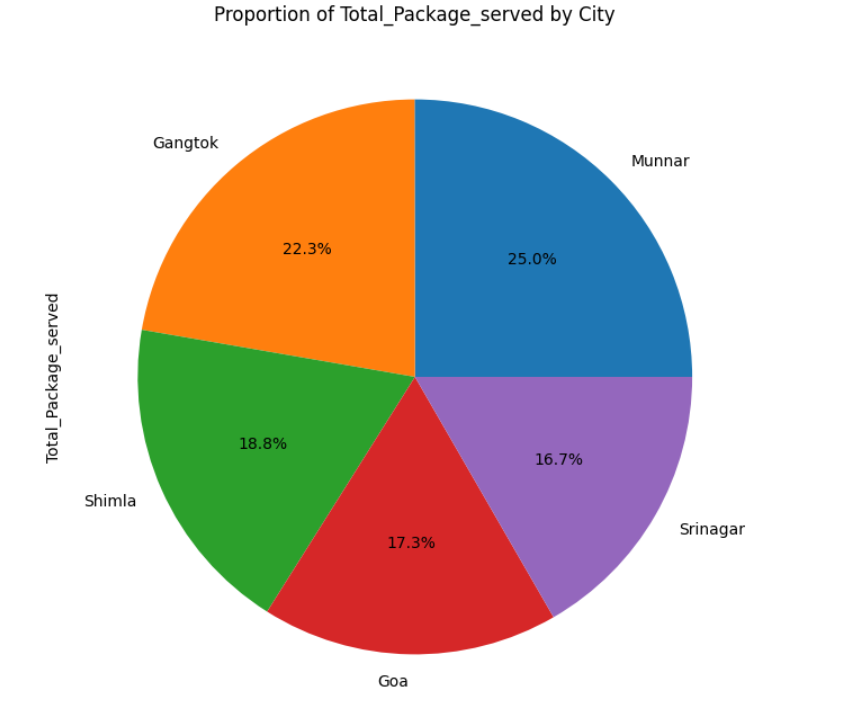 Proportion of Total_Package_served by City
Gangtok
Munnar
22.3%
25.0%
Total_Package_served
18.8%
16.7%
Shimla
Srinagar
17.3%
Goa